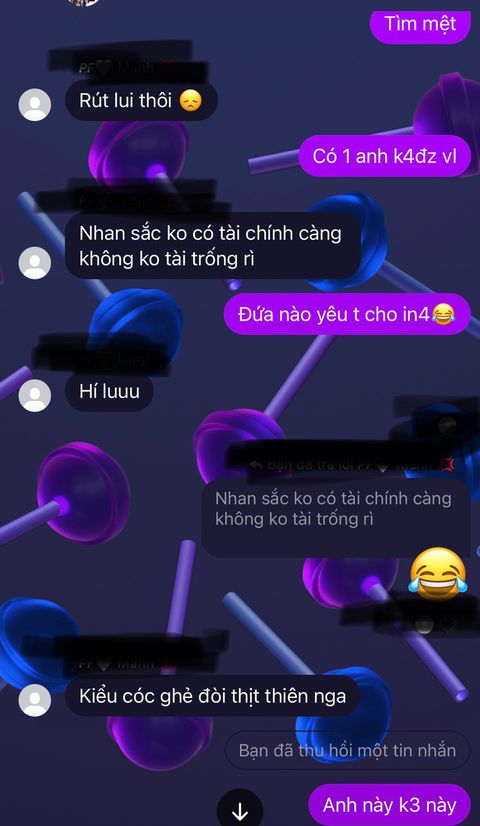 Tìm mệt
Rút lui thôi 😞
Có 1 anh k4đz vl
Nhan sắc ko có tài chính càng
không ko tài trống rì
Đứa nào yêu t cho in4😂
Hí luuu
Bạn đã trả lời PF🖤 Mạnh 💢
Nhan sắc ko có tài chính càng
không ko tài trống rì
😂
Kiểu cóc ghẻ đòi thịt thiên nga
Bạn đã thu hồi một tin nhắn
Anh này k3 này